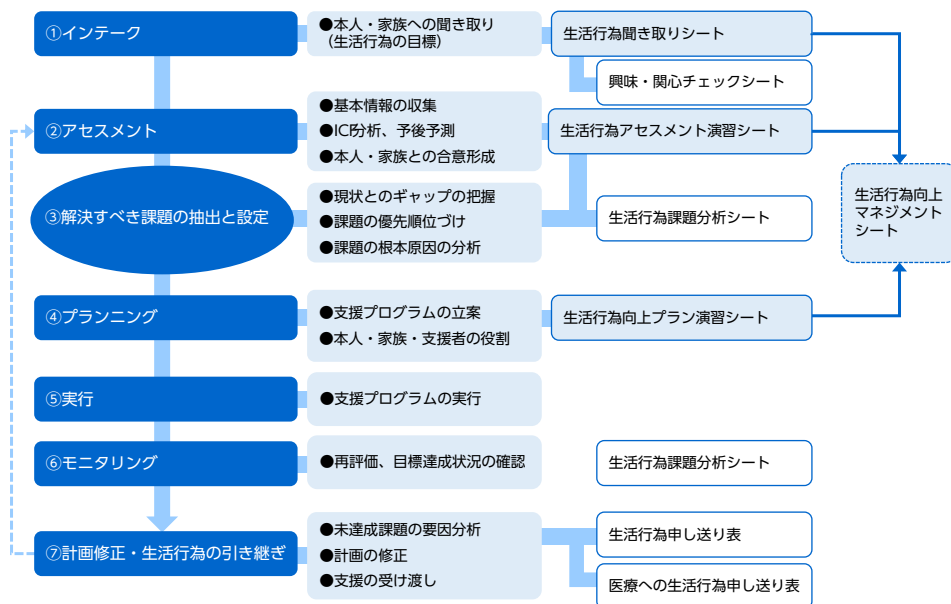 ①インテーク
●本人・家族への聞き取り
（生活行為の目標）
生活行為聞き取りシート
興味・関心チェックシート
②アセスメント
●基本情報の収集
●ICF分析、予後予測
●本人・家族との合意形成
生活行為アセスメント演習シート
③解決すべき課題の抽出と設定
●現状とのギャップの把握
●課題の優先順位づけ
●課題の根本原因の分析
生活行為課題分析シート
生活行為向上
マネジメント
シート
④プランニング
●支援プログラムの立案
●本人・家族・支援者の役割
生活行為向上プラン演習シート
⑤実行
●支援プログラムの実行
⑥モニタリング
●再評価、目標達成状況の確認
生活行為課題分析シート
⑦計画修正・生活行為の引き継ぎ
●未達成課題の要因分析
●計画の修正
●支援の受け渡し
生活行為申し送り表
医療への生活行為申し送り表